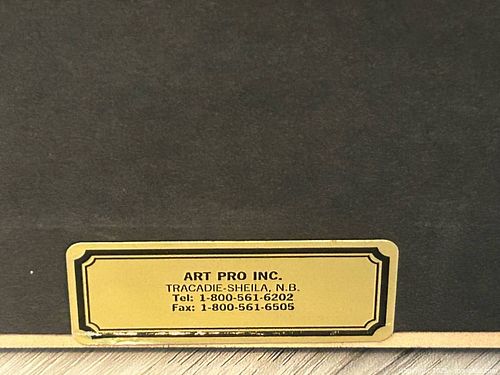 ART PRO INC.
TRACADIE-SHEILA, N.B.
Tel: 1-800-561-6202
Fax: 1-800-561-6505